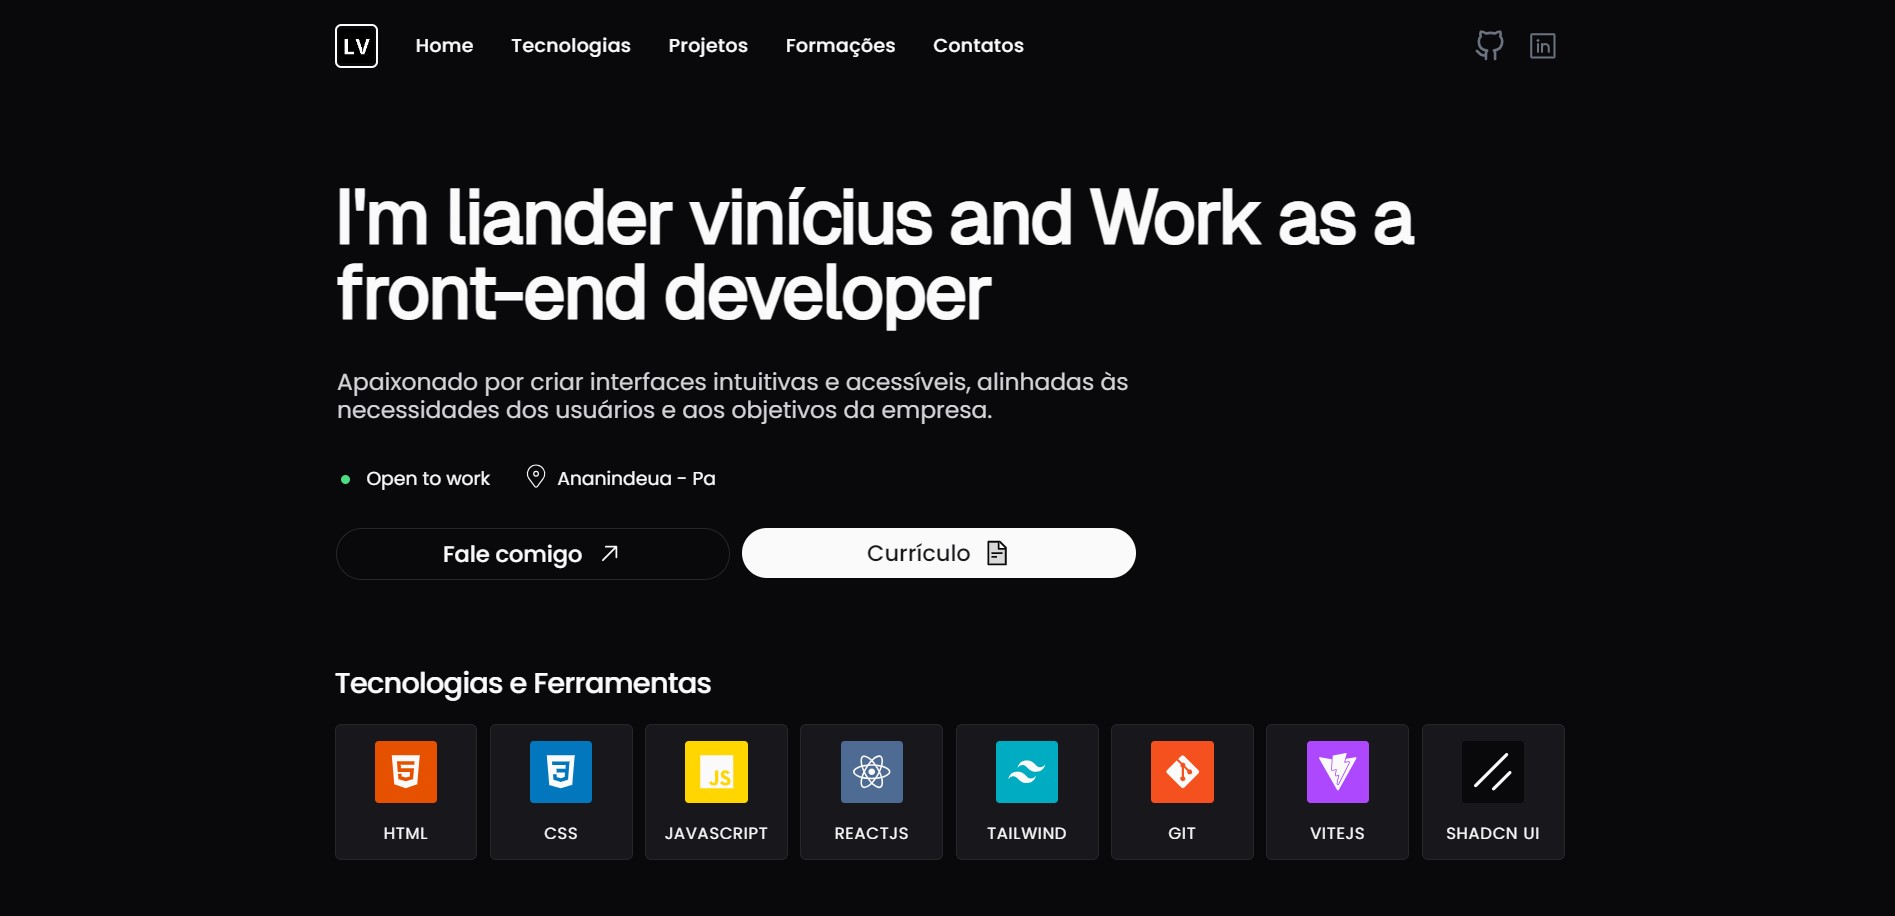 LV
Home Tecnologias Projetos Formações Contatos
in
I'm liander vinícius and Work as a
front-end developer
Apaixonado por criar interfaces intuitivas e acessíveis, alinhadas às
necessidades dos usuários e aos objetivos da empresa.
Open to work Ananindeua - Pa
Fale comigo Currículo
Tecnologias e Ferramentas
5 3 JS
HTML CSS JAVASCRIPT REACTJS TAILWIND GIT VITEJS SHADCN UI